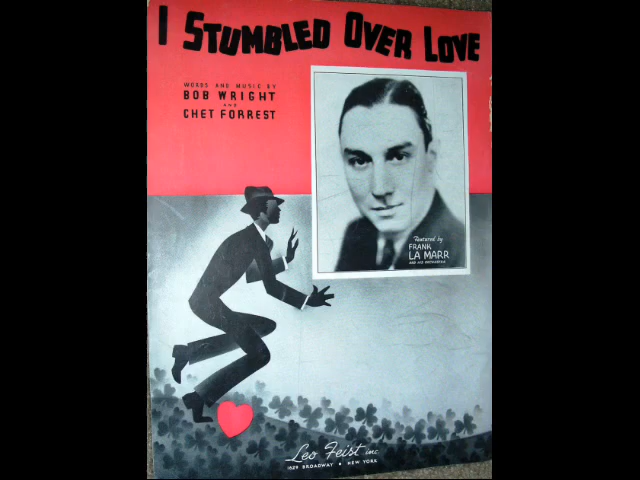 I STUMBLED OVER LOVE
WORDS AND MUSIC BY
BOB WRIGHT
AND
CHET FORREST
Featured by
FRANK
LA MARR
AND HIS ORCHESTRA
Leo Feist inc
1629 BROADWAY • NEW YORK